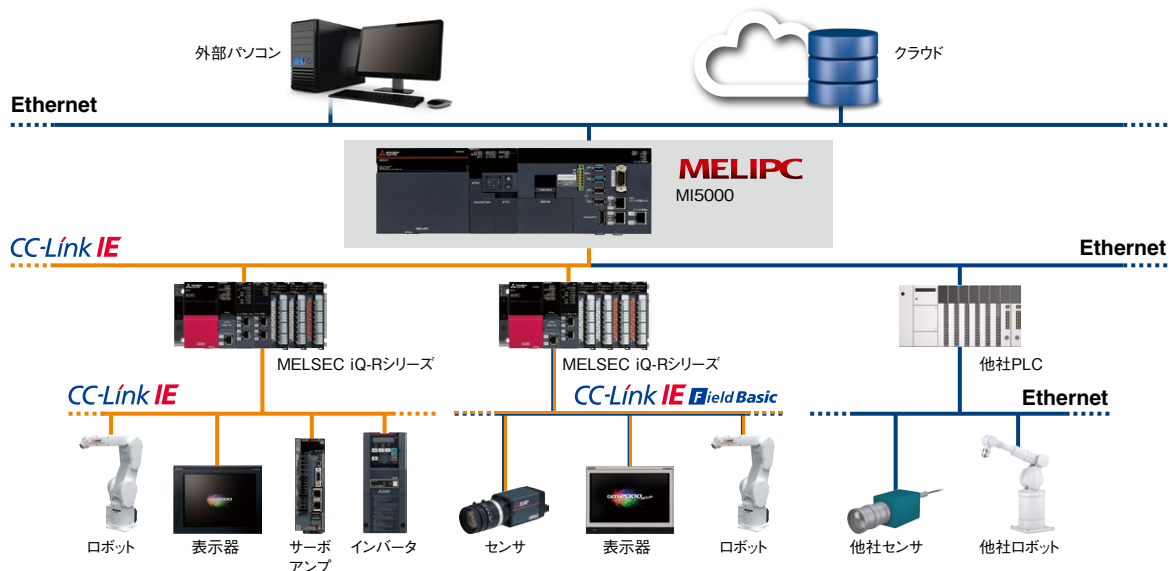 外部パソコン
クラウド
Ethernet
MELIPC
MI5000
CC-Link IE
Ethernet
MELSEC iQ-Rシリーズ
MELSEC iQ-Rシリーズ
他社PLC
CC-Link IE
CC-Link IE Field Basic
Ethernet
ロボット
表示器
サーボ
アンプ
インバータ
センサ
表示器
ロボット
他社センサ
他社ロボット